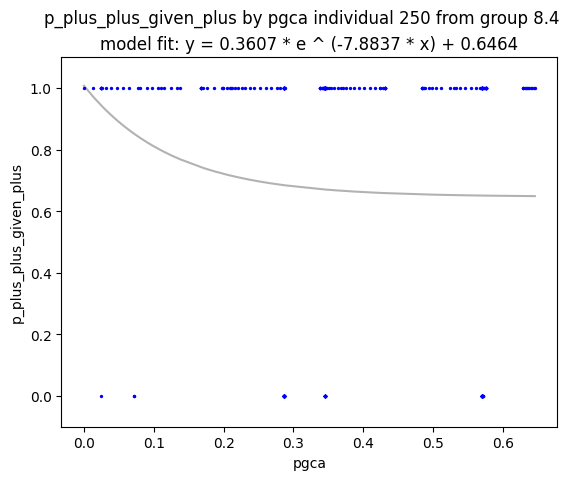 p_plus_plus_given_plus by pgca individual 250 from group 8.4
model fit: y = 0.3607 * e ^ (-7.8837 * x) + 0.6464
p_plus_plus_given_plus
1.0
0.8
0.6
0.4
0.2
0.0
0.0 0.1 0.2 0.3 0.4 0.5 0.6
pgca